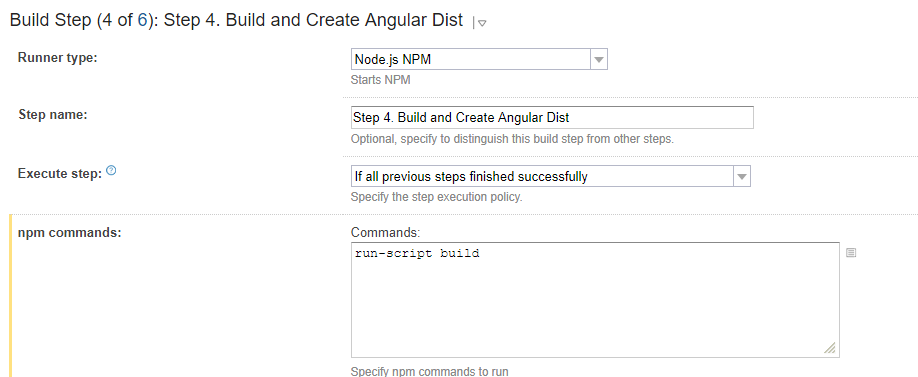 Build Step (4 of 6): Step 4. Build and Create Angular Dist
Runner type:
Node.js NPM
Starts NPM
Step name:
Step 4. Build and Create Angular Dist
Optional, specify to distinguish this build step from other steps.
Execute step:
If all previous steps finished successfully
Specify the step execution policy.
npm commands:
Commands:
run-script build
Specify npm commands to run